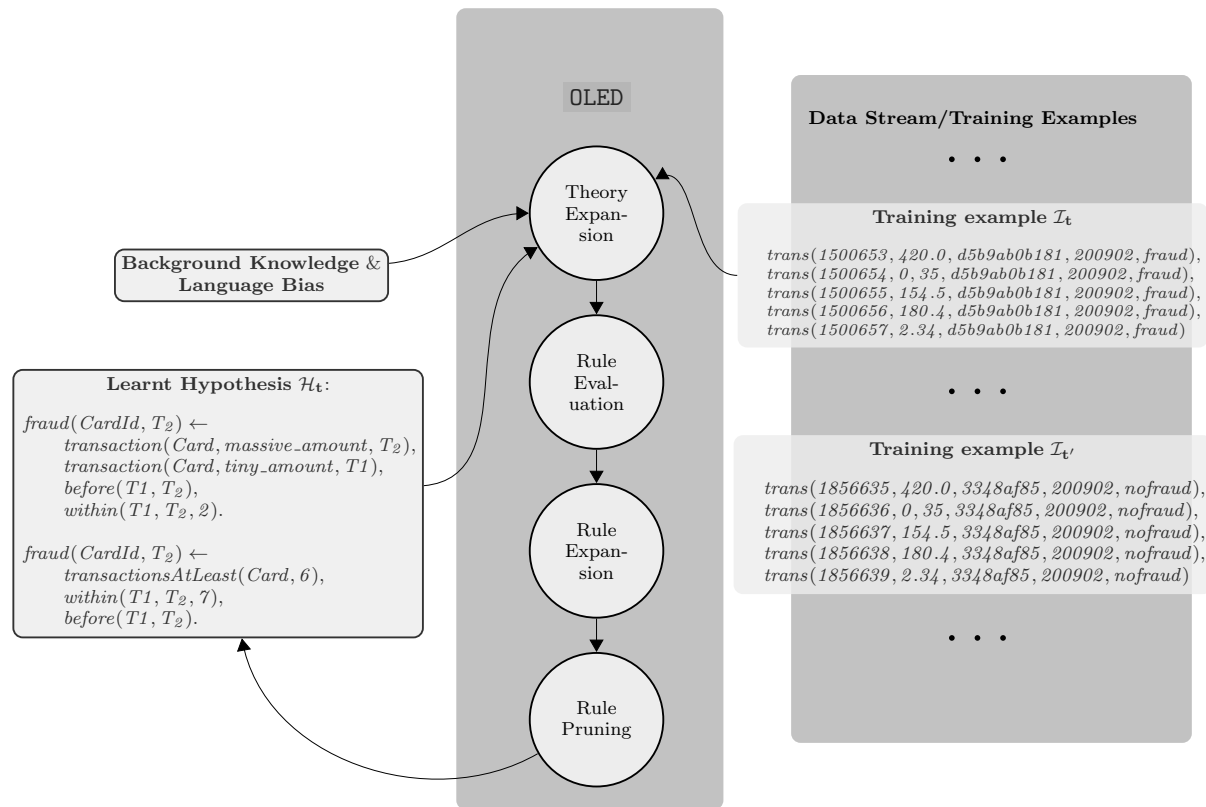 OLED
Theory
Expan-
sion
Rule
Eval-
uation
Rule
Expan-
sion
Rule
Pruning
Background Knowledge &
Language Bias
Learnt Hypothesis ℋ𝐭:
fraud(CardId, T₂) ←
transaction(Card, massive_amount, T₂),
transaction(Card, tiny_amount, T1),
before(T1, T₂),
within(T1, T₂, 2).
fraud(CardId, T₂) ←
transactionsAtLeast(Card, 6),
within(T1, T₂, 7),
before(T1, T₂).
Data Stream/Training Examples
• • •
Training example ℐ𝐭
trans(1500653, 420.0, d5b9ab0b181, 200902, fraud),
trans(1500654, 0, 35, d5b9ab0b181, 200902, fraud),
trans(1500655, 154.5, d5b9ab0b181, 200902, fraud),
trans(1500656, 180.4, d5b9ab0b181, 200902, fraud),
trans(1500657, 2.34, d5b9ab0b181, 200902, fraud)
• • •
Training example ℐ𝐭′
trans(1856635, 420.0, 3348af85, 200902, nofraud),
trans(1856636, 0, 35, 3348af85, 200902, nofraud),
trans(1856637, 154.5, 3348af85, 200902, nofraud),
trans(1856638, 180.4, 3348af85, 200902, nofraud),
trans(1856639, 2.34, 3348af85, 200902, nofraud)
• • •